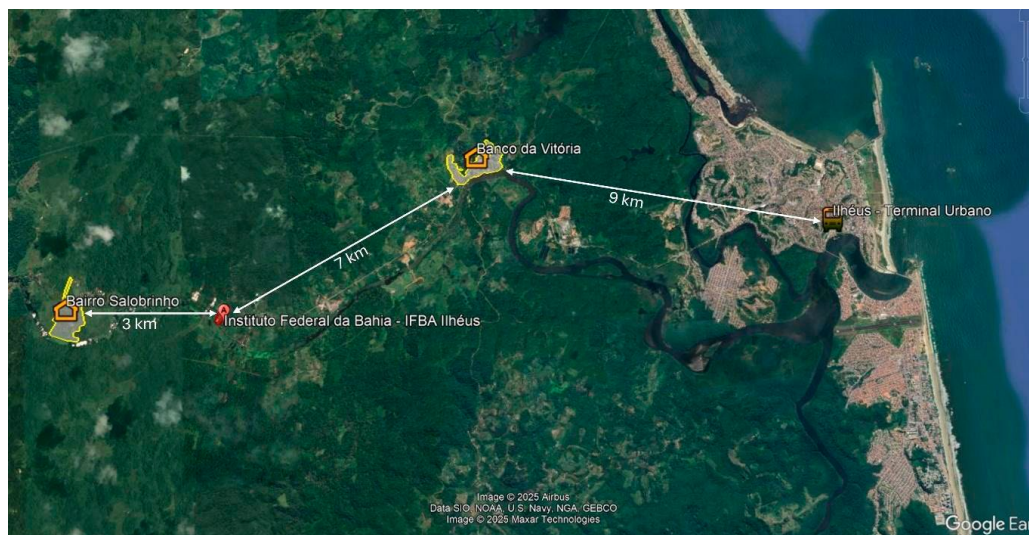 Banco da Vitória
9 km
Ilhéus - Terminal Urbano
7 km
Bairro Salobrinho
3 km
Instituto Federal da Bahia - IFBA Ilhéus
Image © 2025 Airbus
Data SIO, NOAA, U.S. Navy, NGA, GEBCO
Image © 2025 Maxar Technologies
Google Ear